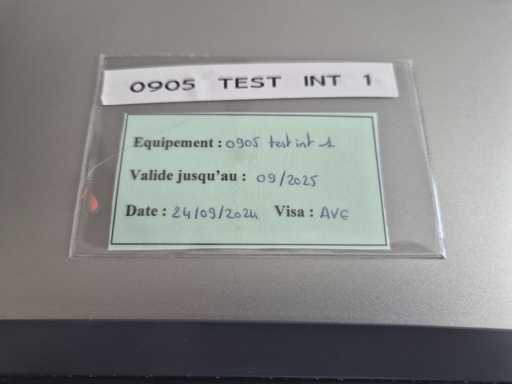 0905 TEST INT 1
Equipement : 0905 test int 1
Valide jusqu'au : 09/2025
Date : 24/09/2024 Visa : AVG